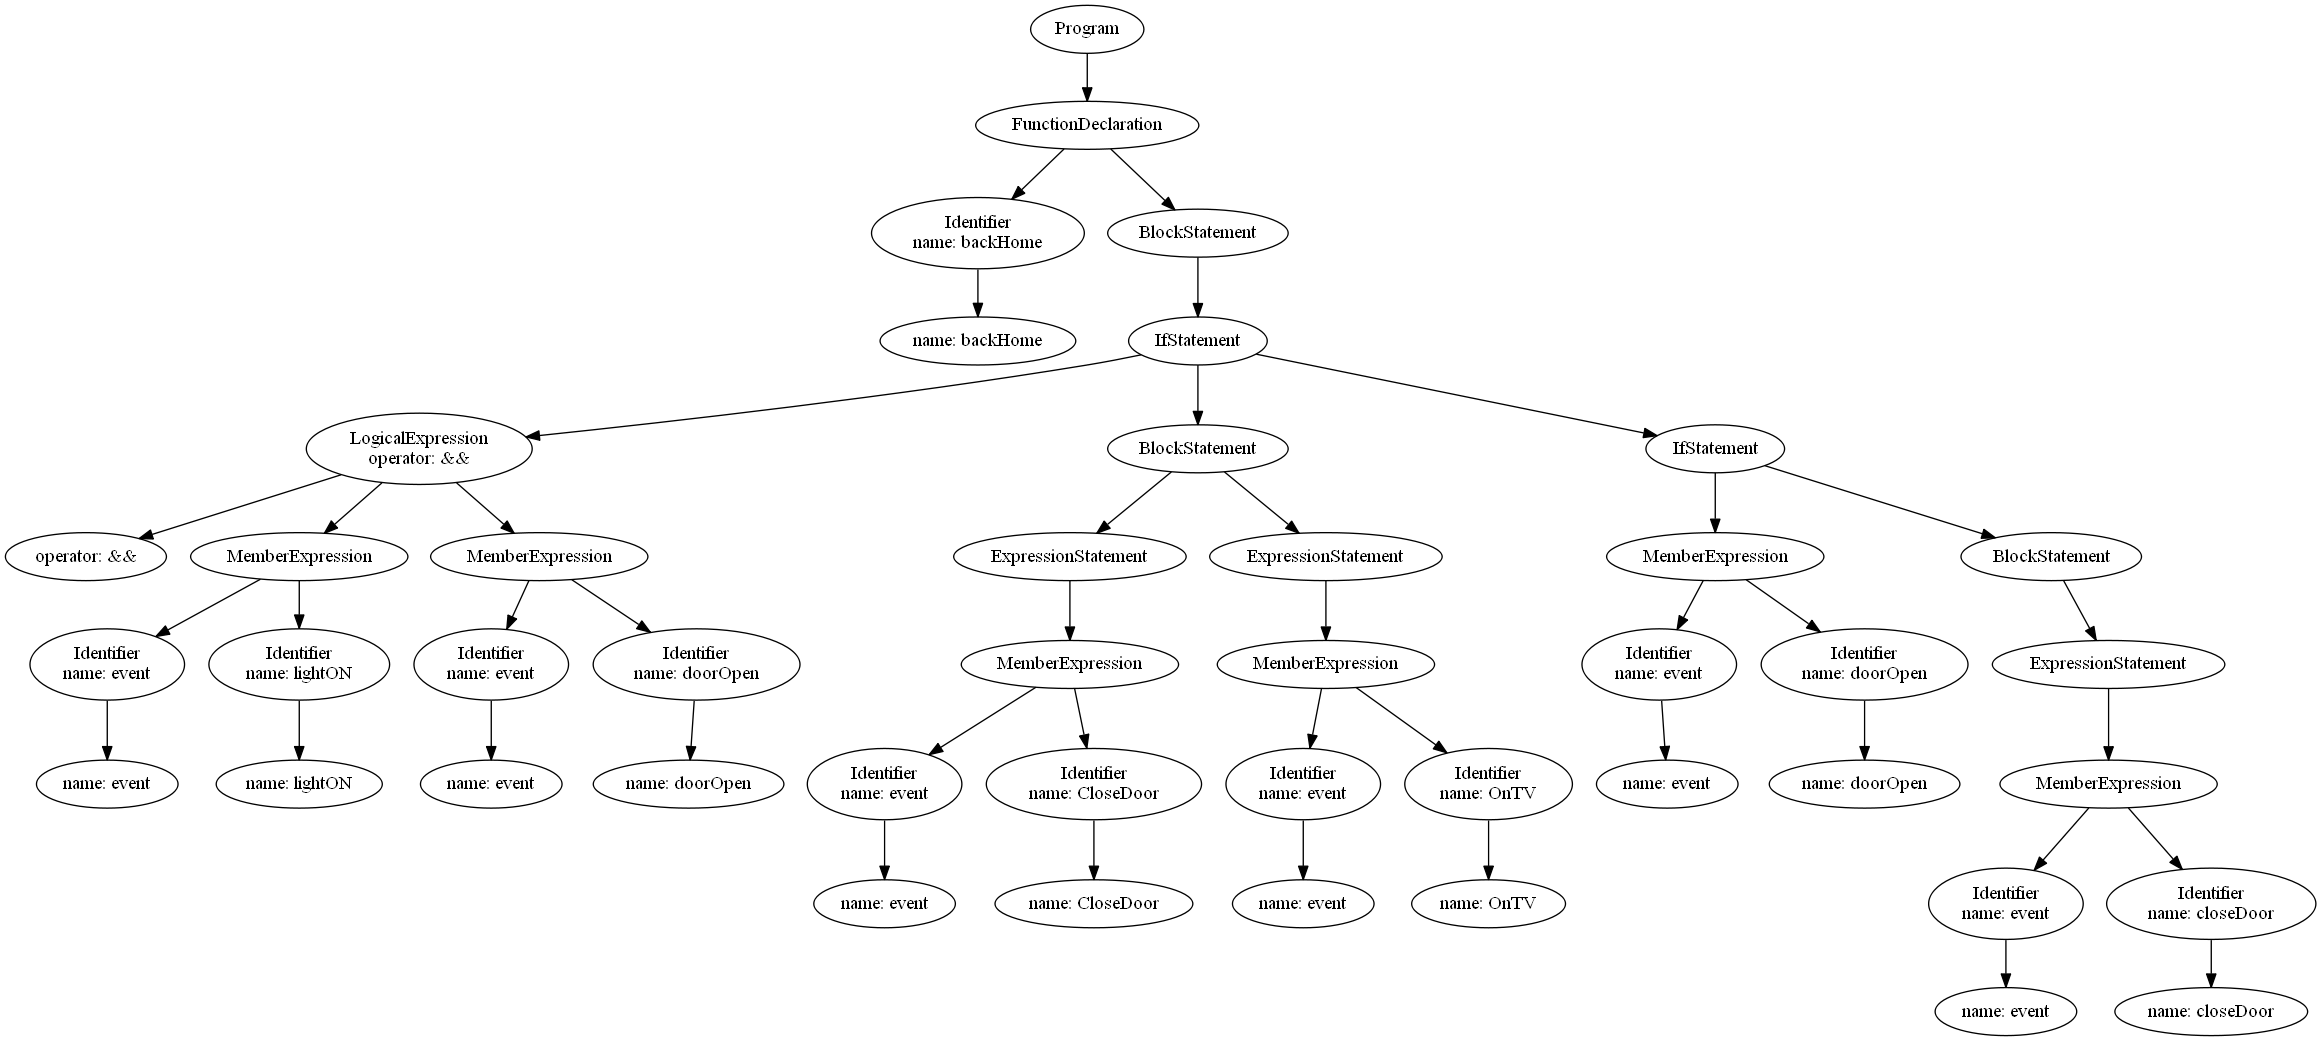 Program
FunctionDeclaration
Identifier
name: backHome
BlockStatement
name: backHome
IfStatement
LogicalExpression
operator: &&
BlockStatement
IfStatement
operator: &&
MemberExpression
MemberExpression
ExpressionStatement
ExpressionStatement
MemberExpression
BlockStatement
Identifier
name: event
Identifier
name: lightON
Identifier
name: event
Identifier
name: doorOpen
MemberExpression
MemberExpression
Identifier
name: event
Identifier
name: doorOpen
ExpressionStatement
name: event
name: lightON
name: event
name: doorOpen
Identifier
name: event
Identifier
name: CloseDoor
Identifier
name: event
Identifier
name: OnTV
name: event
name: doorOpen
MemberExpression
name: event
name: CloseDoor
name: event
name: OnTV
Identifier
name: event
Identifier
name: closeDoor
name: event
name: closeDoor